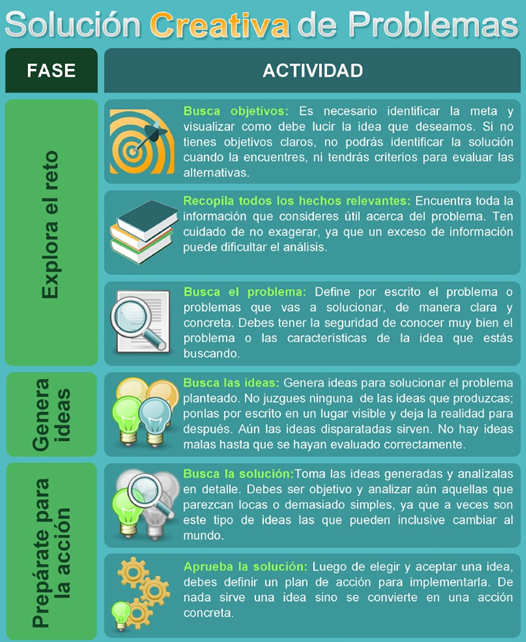 Solución Creativa de Problemas
FASE
ACTIVIDAD
Explora el reto
Busca objetivos: Es necesario identificar la meta y
visualizar como debe lucir la idea que deseamos. Si no
tienes objetivos claros, no podrás identificar la solución
cuando la encuentres, ni tendrás criterios para evaluar las
alternativas.
Recopila todos los hechos relevantes: Encuentra toda la
información que consideres útil acerca del problema. Ten
cuidado de no exagerar, ya que un exceso de información
puede dificultar el análisis.
Busca el problema: Define por escrito el problema o
problemas que vas a solucionar, de manera clara y
concreta. Debes tener la seguridad de conocer muy bien el
problema o las características de la idea que estás
buscando.
Genera
ideas
Busca las ideas: Genera ideas para solucionar el problema
planteado. No juzgues ninguna de las ideas que produzcas;
ponlas por escrito en un lugar visible y deja la realidad para
después. Aún las ideas disparatadas sirven. No hay ideas
malas hasta que se hayan evaluado correctamente.
Prepárate para
la acción
Busca la solución:Toma las ideas generadas y analízalas
en detalle. Debes ser objetivo y analizar aún aquellas que
parezcan locas o demasiado simples, ya que a veces son
este tipo de ideas las que pueden inclusive cambiar al
mundo.
Aprueba la solución: Luego de elegir y aceptar una idea,
debes definir un plan de acción para implementarla. De
nada sirve una idea sino se convierte en una acción
concreta.